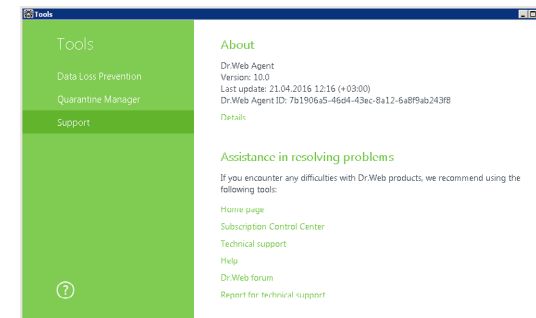 Tools
Tools
Data Loss Prevention
Quarantine Manager
Support
?
About
Dr.Web Agent
Version: 10.0
Last update: 21.04.2016 12:16 (+03:00)
Dr.Web Agent ID: 7b1906a5-46d4-43ec-8a12-6a8f9ab243f8
Details
Assistance in resolving problems
If you encounter any difficulties with Dr.Web products, we recommend using the
following tools:
Home page
Subscription Control Center
Technical support
Help
Dr.Web forum
Report for technical support